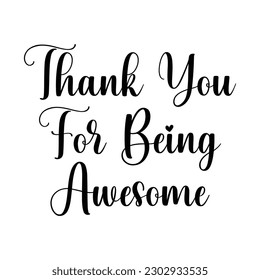 Thank You
For Being
Awesome
shutterstock.com · 2302933535